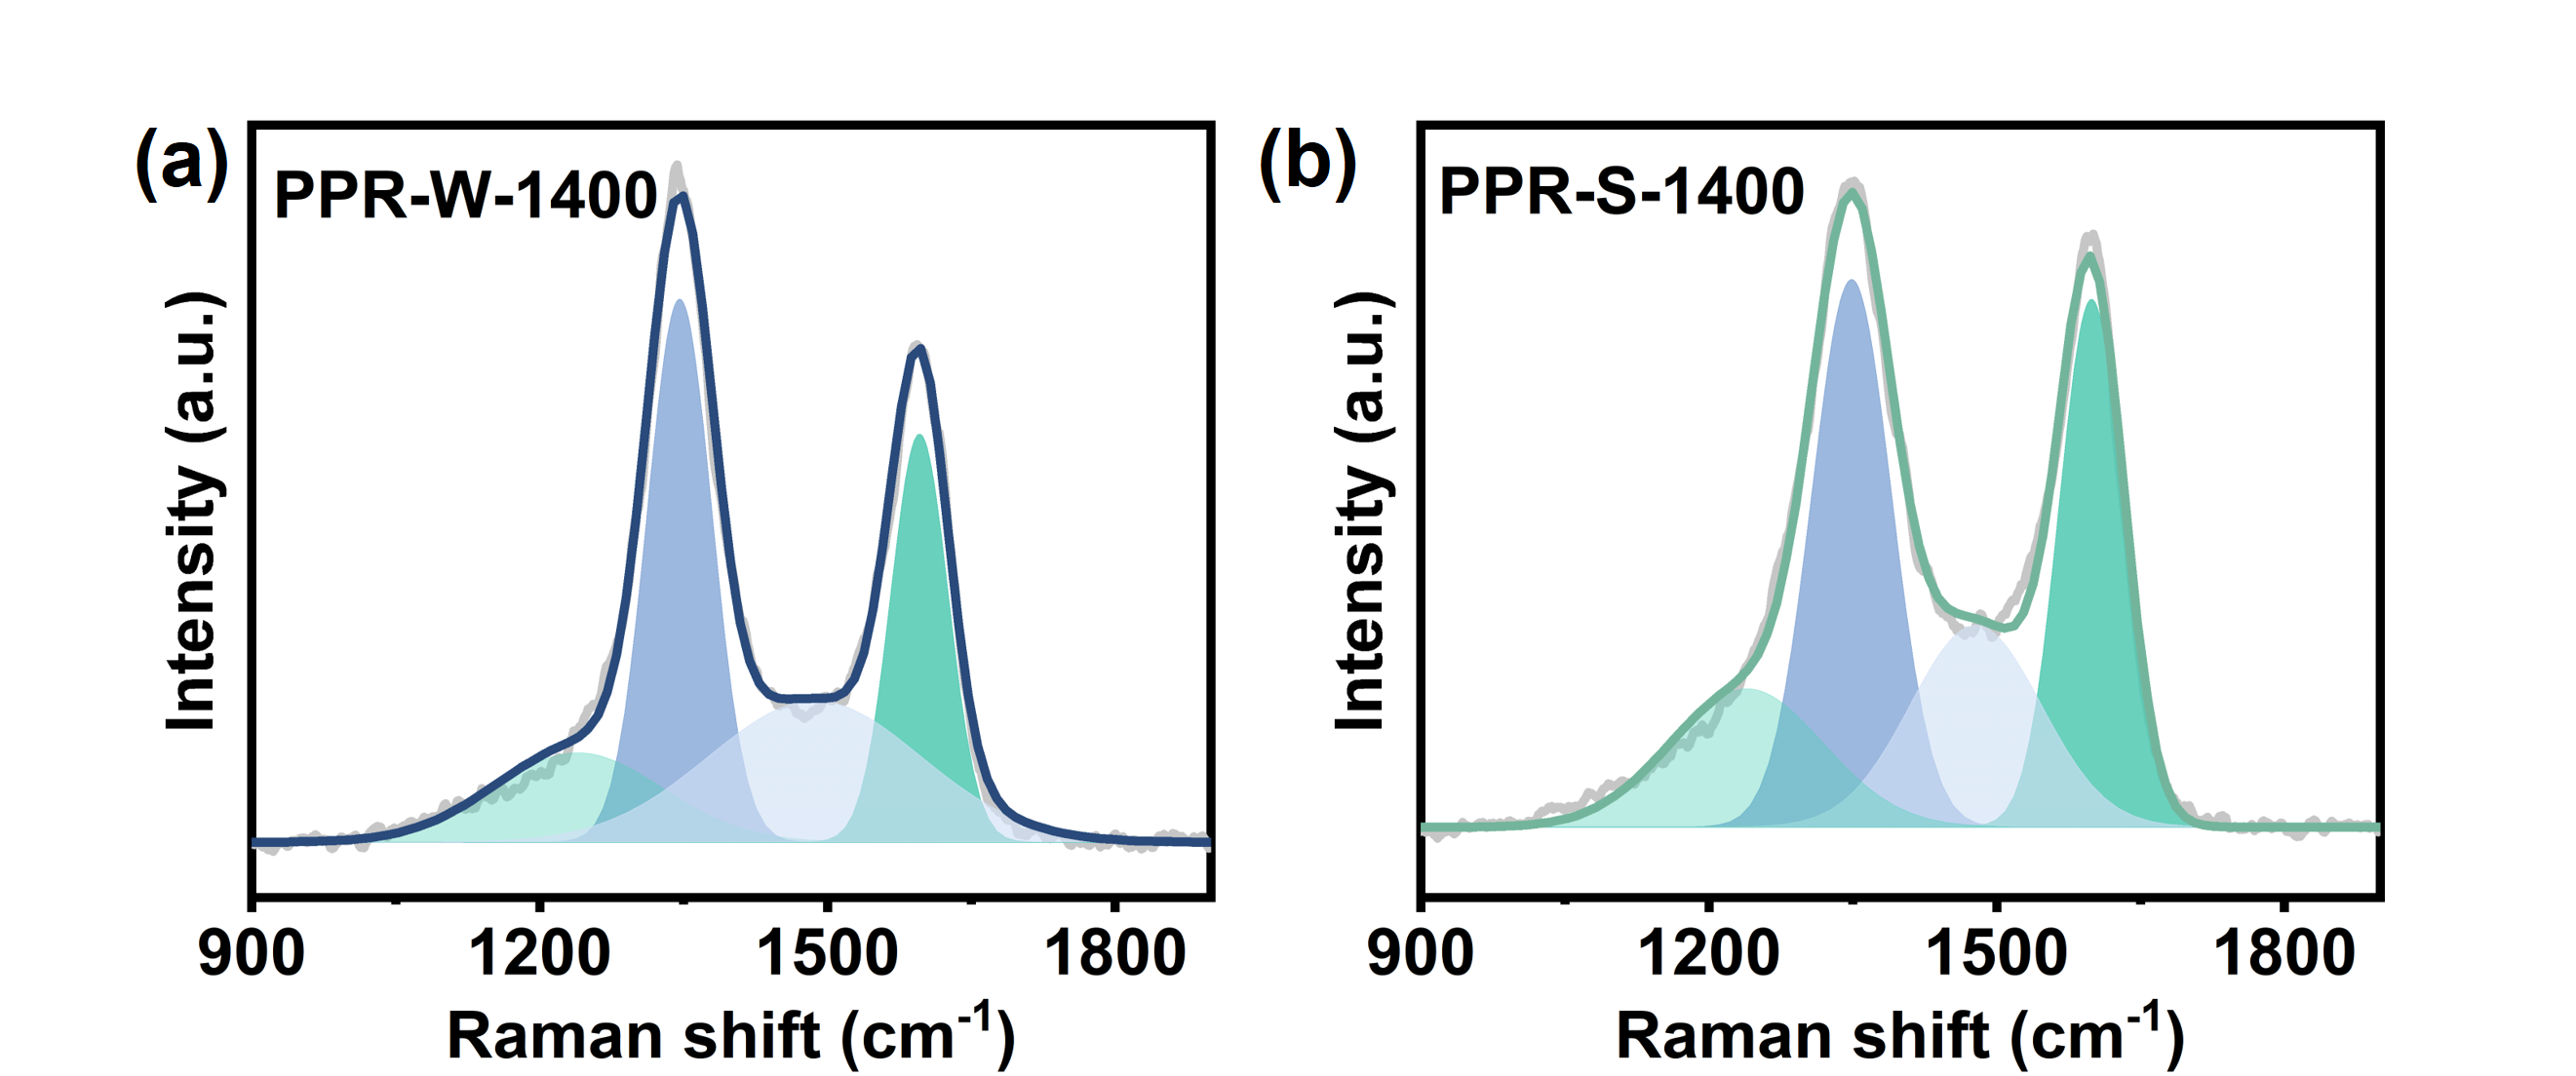 (a)
PPR-W-1400
Intensity (a.u.)
900 1200 1500 1800
Raman shift (cm⁻¹)
(b)
PPR-S-1400
Intensity (a.u.)
900 1200 1500 1800
Raman shift (cm⁻¹)